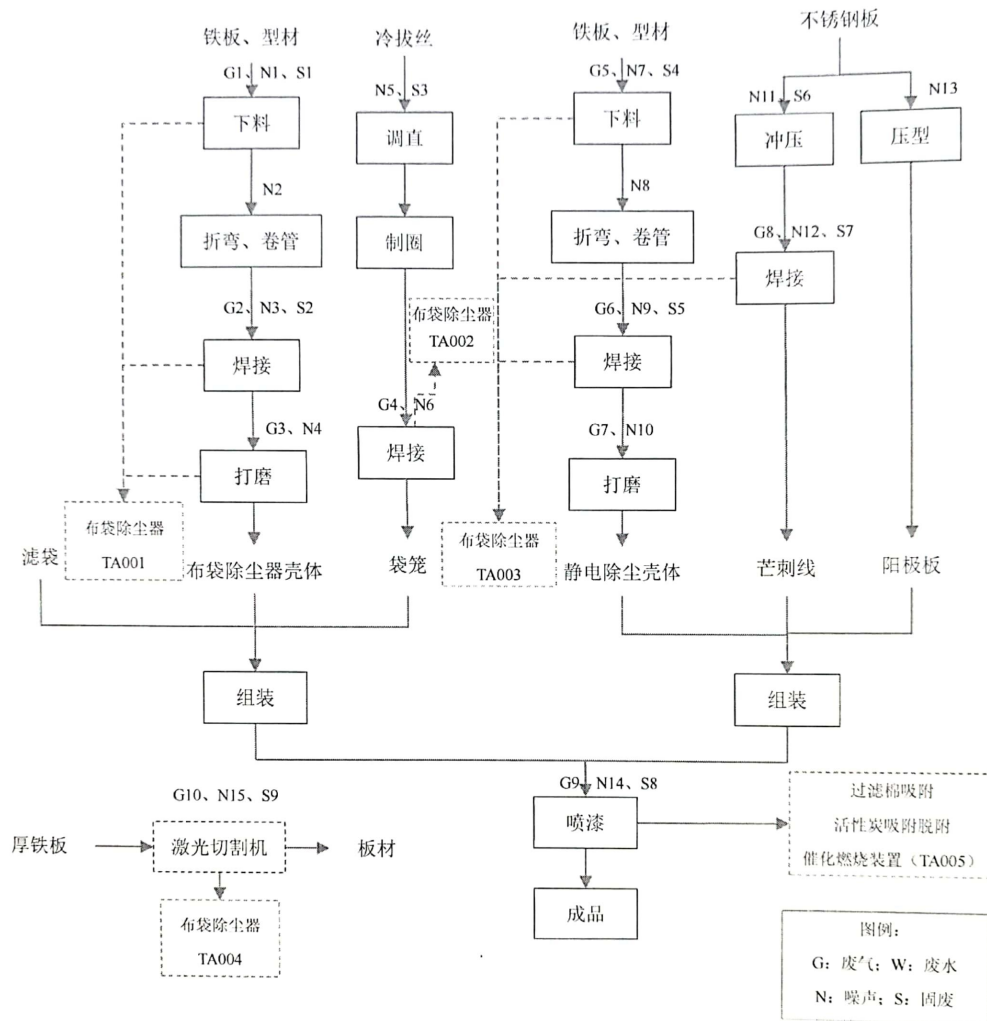 铁板、型材
冷拔丝
铁板、型材
不锈钢板
G1、N1、S1
N5、S3
G5、N7、S4
N11、S6
N13
下料
调直
下料
冲压
压型
N2
N8
折弯、卷管
制圈
折弯、卷管
G8、N12、S7
焊接
G2、N3、S2
布袋除尘器
TA002
G6、N9、S5
焊接
焊接
G3、N4
G4、N6
G7、N10
打磨
焊接
打磨
布袋除尘器
TA001
布袋除尘器
TA003
滤袋
布袋除尘器壳体
袋笼
静电除尘壳体
芒刺线
阳极板
组装
组装
G10、N15、S9
G9、N14、S8
厚铁板
激光切割机
板材
喷漆
过滤棉吸附
活性炭吸附脱附
催化燃烧装置（TA005）
布袋除尘器
TA004
成品
图例：
G：废气；W：废水
N：噪声；S：固废